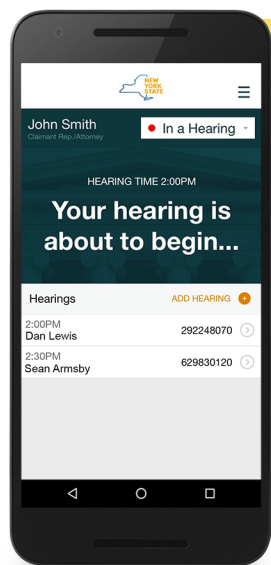 NEW
YORK
STATE
John Smith
Claimant Rep./Attorney
In a Hearing
HEARING TIME 2:00PM
Your hearing is
about to begin...
Hearings
ADD HEARING
2:00PM
Dan Lewis
292248070
2:30PM
Sean Armsby
629830120